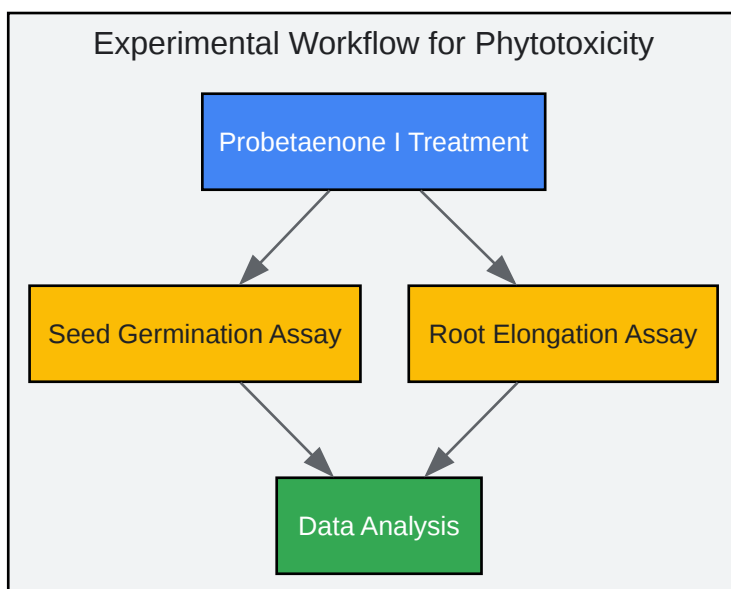 Experimental Workflow for Phytotoxicity
Probetaenone I Treatment
Seed Germination Assay
Root Elongation Assay
Data Analysis